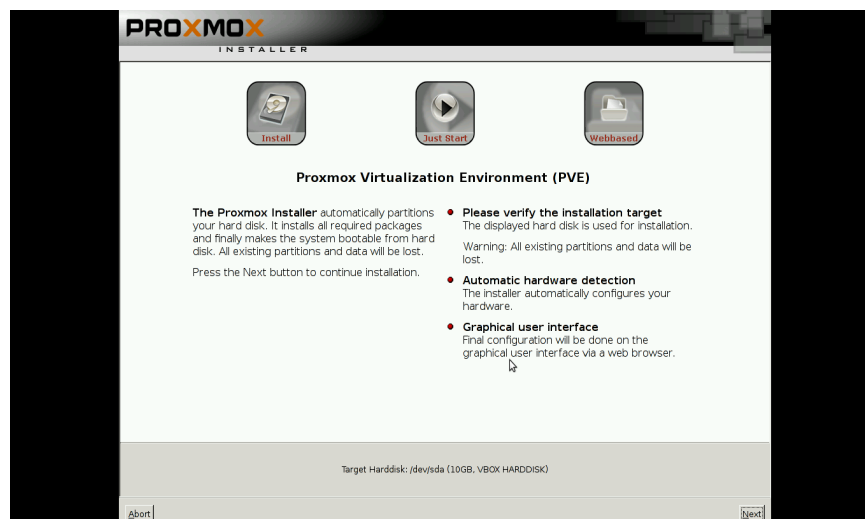 PROXMOX
INSTALLER
Install
Just Start
Webbased
Proxmox Virtualization Environment (PVE)
The Proxmox Installer automatically partitions
your hard disk. It installs all required packages
and finally makes the system bootable from hard
disk. All existing partitions and data will be lost.
Press the Next button to continue installation.
Please verify the installation target
The displayed hard disk is used for installation.
Warning: All existing partitions and data will be
lost.
Automatic hardware detection
The installer automatically configures your
hardware.
Graphical user interface
Final configuration will be done on the
graphical user interface via a web browser.
Target Harddisk: /dev/sda (10GB, VBOX HARDDISK)
Abort
Next